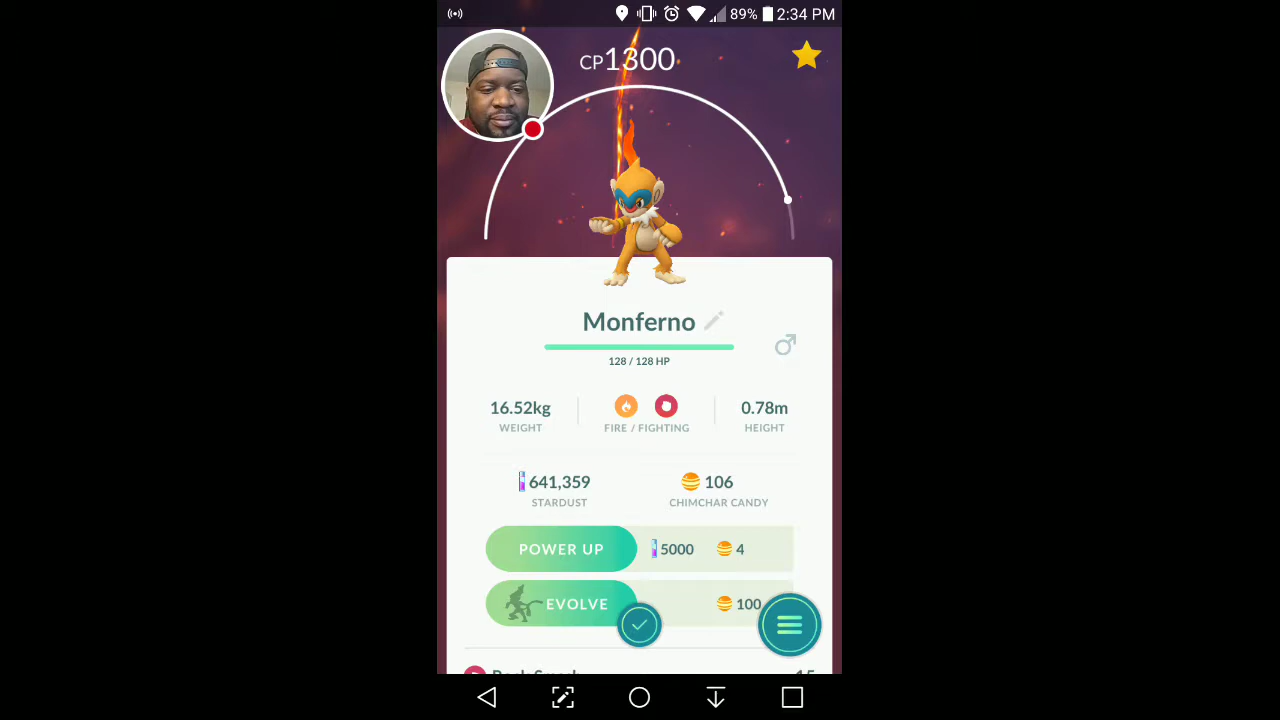 89% 2:34 PM
CP1300
Monferno
128 / 128 HP
16.52kg
WEIGHT
FIRE / FIGHTING
0.78m
HEIGHT
641,359
STARDUST
106
CHIMCHAR CANDY
POWER UP 5000 4
EVOLVE 100